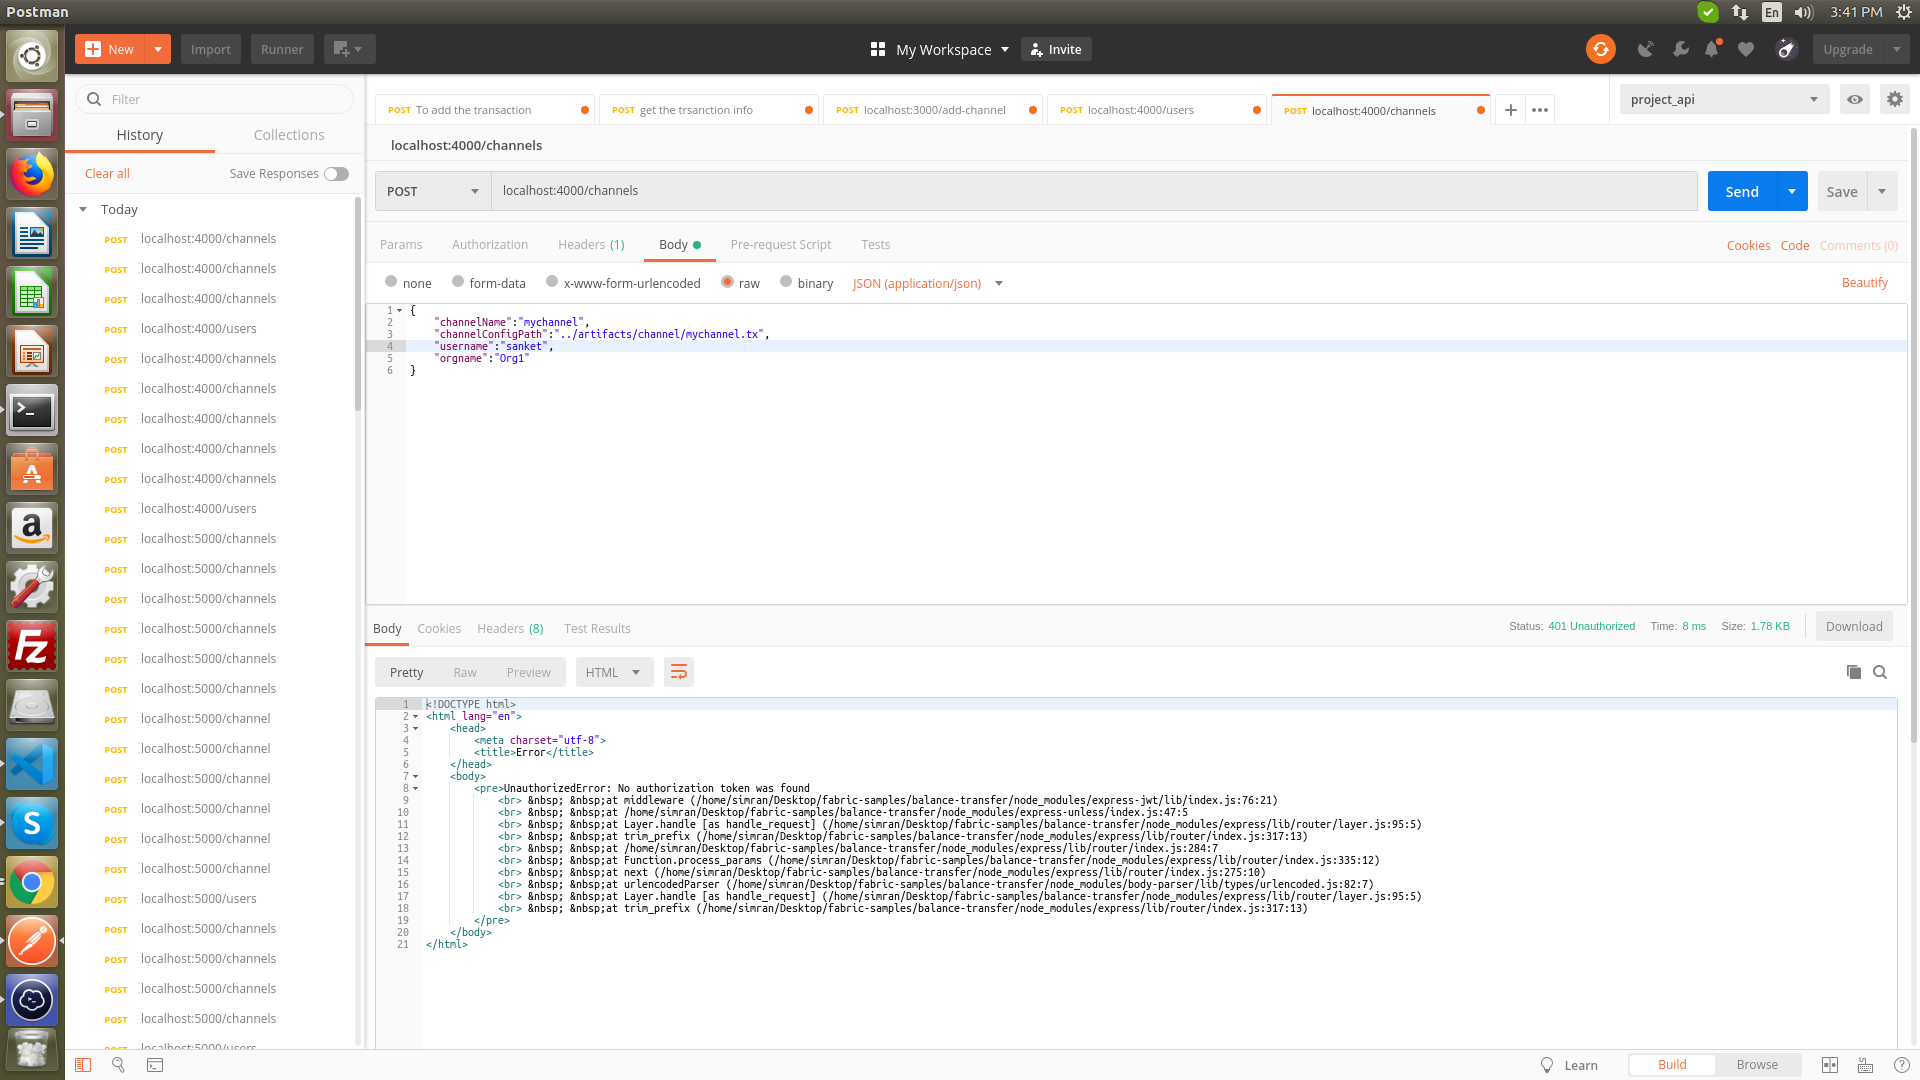 Postman
En
3:41 PM
New
Import
Runner
My Workspace
Invite
Upgrade
Filter
History
Collections
Clear all
Save Responses
Today
POST localhost:4000/channels
POST localhost:4000/channels
POST localhost:4000/channels
POST localhost:4000/users
POST localhost:4000/channels
POST localhost:4000/channels
POST localhost:4000/channels
POST localhost:4000/channels
POST localhost:4000/channels
POST localhost:4000/users
POST localhost:5000/channels
POST localhost:5000/channels
POST localhost:5000/channels
POST localhost:5000/channels
POST localhost:5000/channels
POST localhost:5000/channels
POST localhost:5000/channel
POST localhost:5000/channel
POST localhost:5000/channel
POST localhost:5000/channel
POST localhost:5000/channel
POST localhost:5000/channel
POST localhost:5000/users
POST localhost:5000/channels
POST localhost:5000/channels
POST localhost:5000/channels
POST localhost:5000/channels
POST localhost:5000/users
POST To add the transaction
POST get the trsanction info
POST localhost:3000/add-channel
POST localhost:4000/users
POST localhost:4000/channels
project_api
localhost:4000/channels
POST
localhost:4000/channels
Send
Save
Params
Authorization
Headers (1)
Body
Pre-request Script
Tests
Cookies
Code
Comments (0)
none
form-data
x-www-form-urlencoded
raw
binary
JSON (application/json)
Beautify
1 {
2 "channelName":"mychannel",
3 "channelConfigPath":"../artifacts/channel/mychannel.tx",
4 "username":"sanket",
5 "orgname":"Org1"
6 }
Body
Cookies
Headers (8)
Test Results
Status: 401 Unauthorized
Time: 8 ms
Size: 1.78 KB
Download
Pretty
Raw
Preview
HTML
1 <!DOCTYPE html>
2 <html lang="en">
3 <head>
4 <meta charset="utf-8">
5 <title>Error</title>
6 </head>
7 <body>
8 <pre>UnauthorizedError: No authorization token was found
9 <br> &nbsp; &nbsp;at middleware (/home/simran/Desktop/fabric-samples/balance-transfer/node_modules/express-jwt/lib/index.js:76:21)
10 <br> &nbsp; &nbsp;at /home/simran/Desktop/fabric-samples/balance-transfer/node_modules/express-unless/index.js:47:5
11 <br> &nbsp; &nbsp;at Layer.handle [as handle_request] (/home/simran/Desktop/fabric-samples/balance-transfer/node_modules/express/lib/router/layer.js:95:5)
12 <br> &nbsp; &nbsp;at trim_prefix (/home/simran/Desktop/fabric-samples/balance-transfer/node_modules/express/lib/router/index.js:317:13)
13 <br> &nbsp; &nbsp;at /home/simran/Desktop/fabric-samples/balance-transfer/node_modules/express/lib/router/index.js:284:7
14 <br> &nbsp; &nbsp;at Function.process_params (/home/simran/Desktop/fabric-samples/balance-transfer/node_modules/express/lib/router/index.js:335:12)
15 <br> &nbsp; &nbsp;at next (/home/simran/Desktop/fabric-samples/balance-transfer/node_modules/express/lib/router/index.js:275:10)
16 <br> &nbsp; &nbsp;at urlencodedParser (/home/simran/Desktop/fabric-samples/balance-transfer/node_modules/body-parser/lib/types/urlencoded.js:82:7)
17 <br> &nbsp; &nbsp;at Layer.handle [as handle_request] (/home/simran/Desktop/fabric-samples/balance-transfer/node_modules/express/lib/router/layer.js:95:5)
18 <br> &nbsp; &nbsp;at trim_prefix (/home/simran/Desktop/fabric-samples/balance-transfer/node_modules/express/lib/router/index.js:317:13)
19 </pre>
20 </body>
21 </html>
Learn
Build
Browse